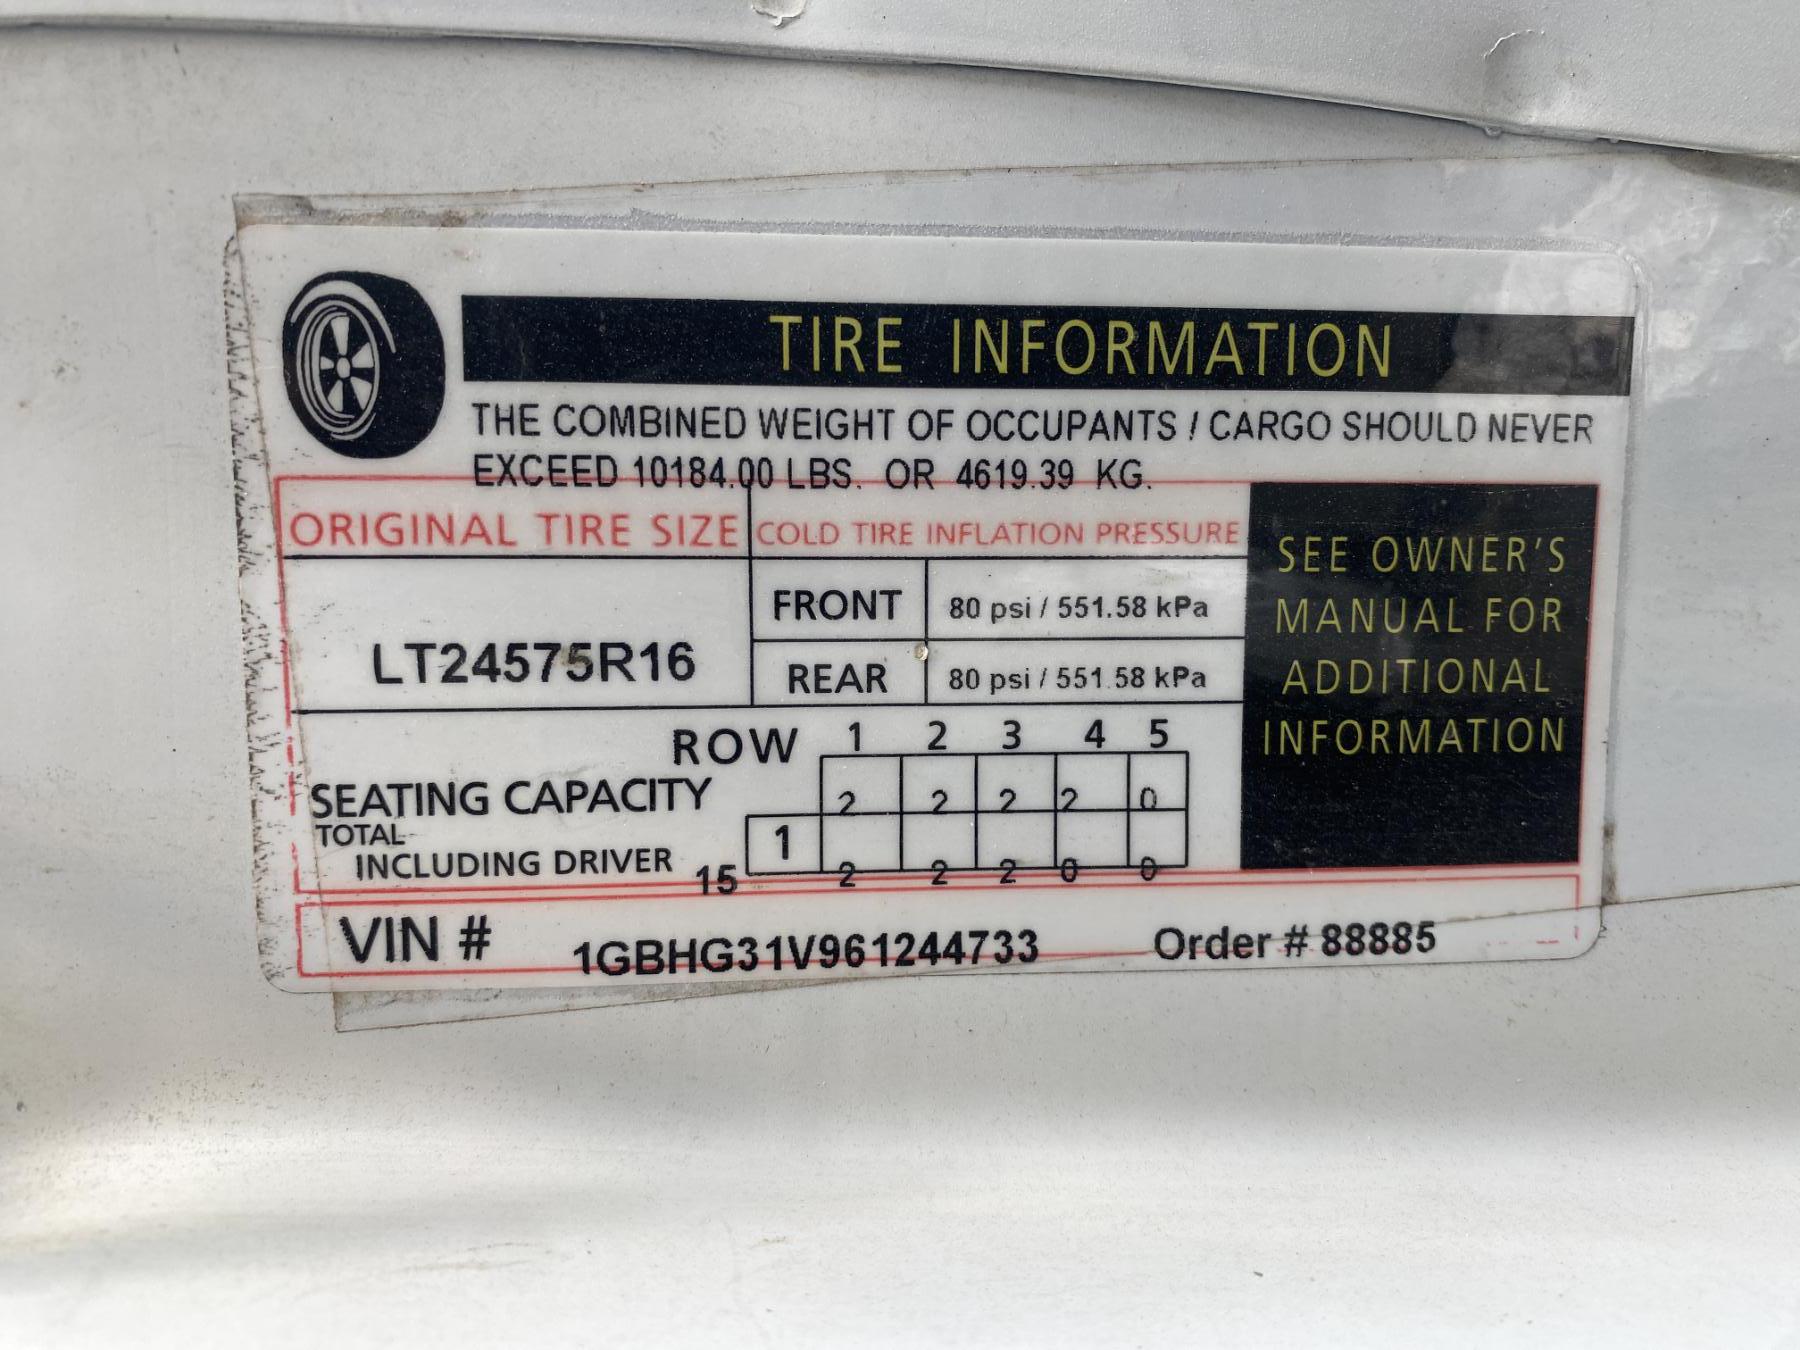 TIRE INFORMATION
THE COMBINED WEIGHT OF OCCUPANTS / CARGO SHOULD NEVER
EXCEED 10184.00 LBS. OR 4619.39 KG.
ORIGINAL TIRE SIZE COLD TIRE INFLATION PRESSURE
LT24575R16
FRONT 80 psi / 551.58 kPa
REAR 80 psi / 551.58 kPa
SEE OWNER'S
MANUAL FOR
ADDITIONAL
INFORMATION
ROW 1 2 3 4 5
SEATING CAPACITY 2 2 2 2 0
TOTAL
INCLUDING DRIVER 15 1 2 2 2 0 0
VIN # 1GBHG31V961244733 Order # 88885